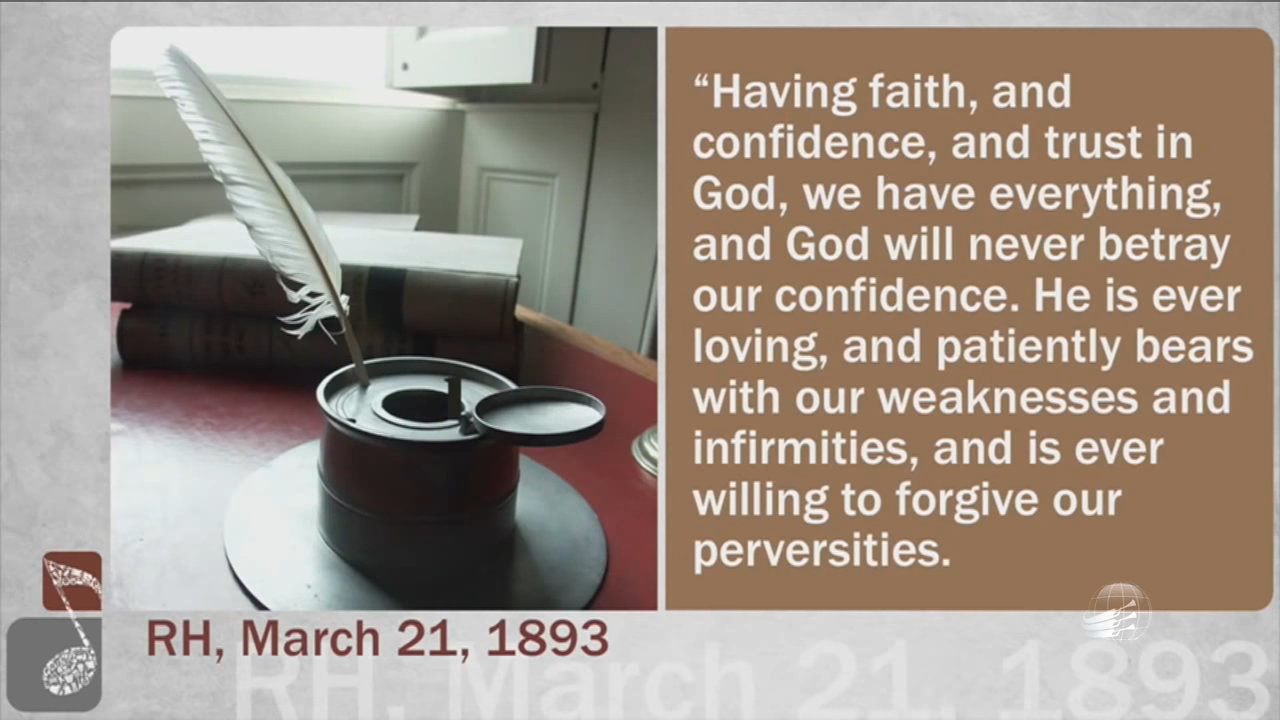 “Having faith, and
confidence, and trust in
God, we have everything,
and God will never betray
our confidence. He is ever
loving, and patiently bears
with our weaknesses and
infirmities, and is ever
willing to forgive our
perversities.
RH, March 21, 1893
RH, March 21, 1893